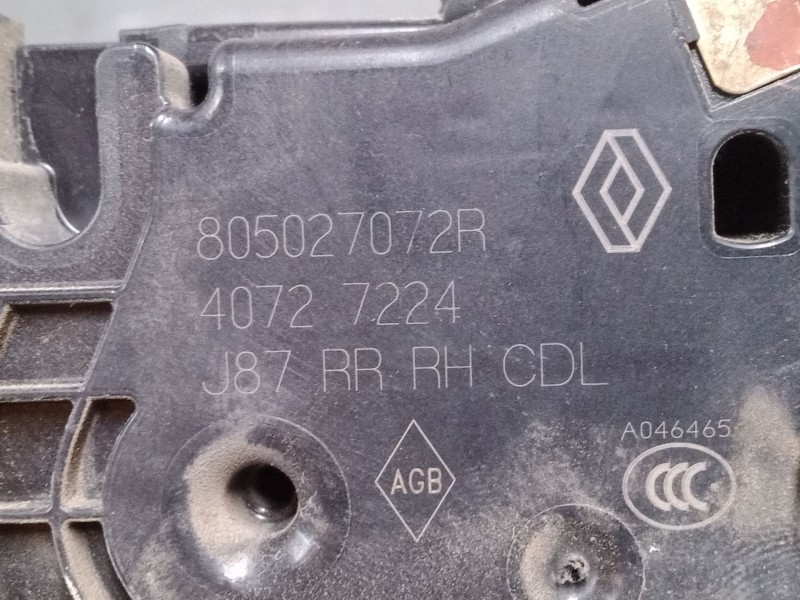 805027072R
4072 7224
J87 RR RH CDL
A046465
AGB
CCC